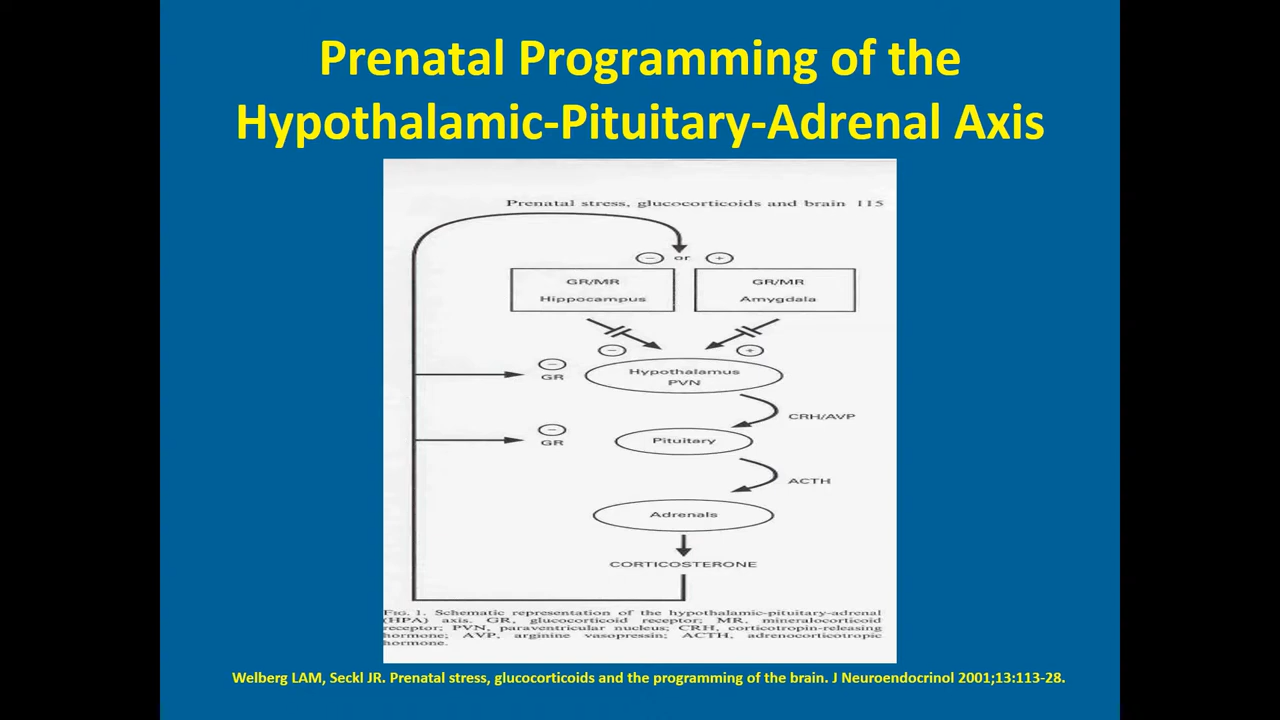 Prenatal Programming of the
Hypothalamic-Pituitary-Adrenal Axis
Prenatal stress, glucocorticoids and brain 115
− or +
GR/MR
Hippocampus
GR/MR
Amygdala
− +
− GR
Hypothalamus
PVN
CRH/AVP
− GR
Pituitary
ACTH
Adrenals
CORTICOSTERONE
FIG. 1. Schematic representation of the hypothalamic-pituitary-adrenal
(HPA) axis. GR, glucocorticoid receptor; MR, mineralocorticoid
receptor; PVN, paraventricular nucleus; CRH, corticotropin-releasing
hormone; AVP, arginine vasopressin; ACTH, adrenocorticotropic
hormone.
Welberg LAM, Seckl JR. Prenatal stress, glucocorticoids and the programming of the brain. J Neuroendocrinol 2001;13:113-28.